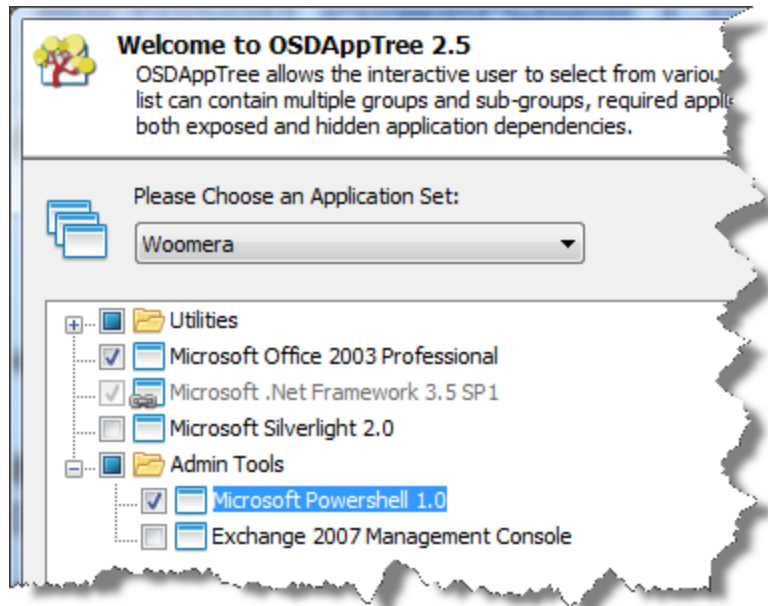 Welcome to OSDAppTree 2.5
OSDAppTree allows the interactive user to select from
list can contain multiple groups and sub-groups, required
both exposed and hidden application dependencies.
Please Choose an Application Set:
Woomera
Utilities
Microsoft Office 2003 Professional
Microsoft .Net Framework 3.5 SP1
Microsoft Silverlight 2.0
Admin Tools
Microsoft Powershell 1.0
Exchange 2007 Management Console